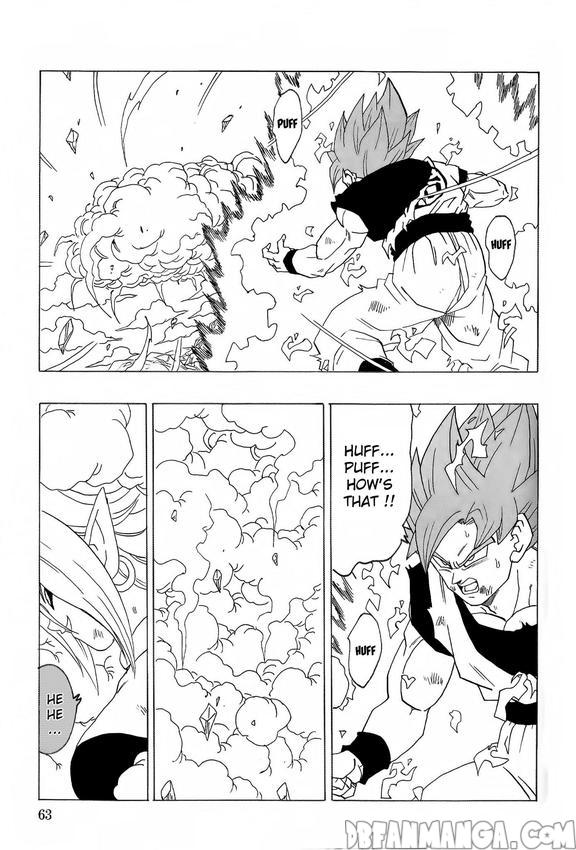 PUFF
HUFF
HUFF...
PUFF...
HOW'S
THAT !!
HUFF
HE
HE
...
63
DBFANMANGA.COM